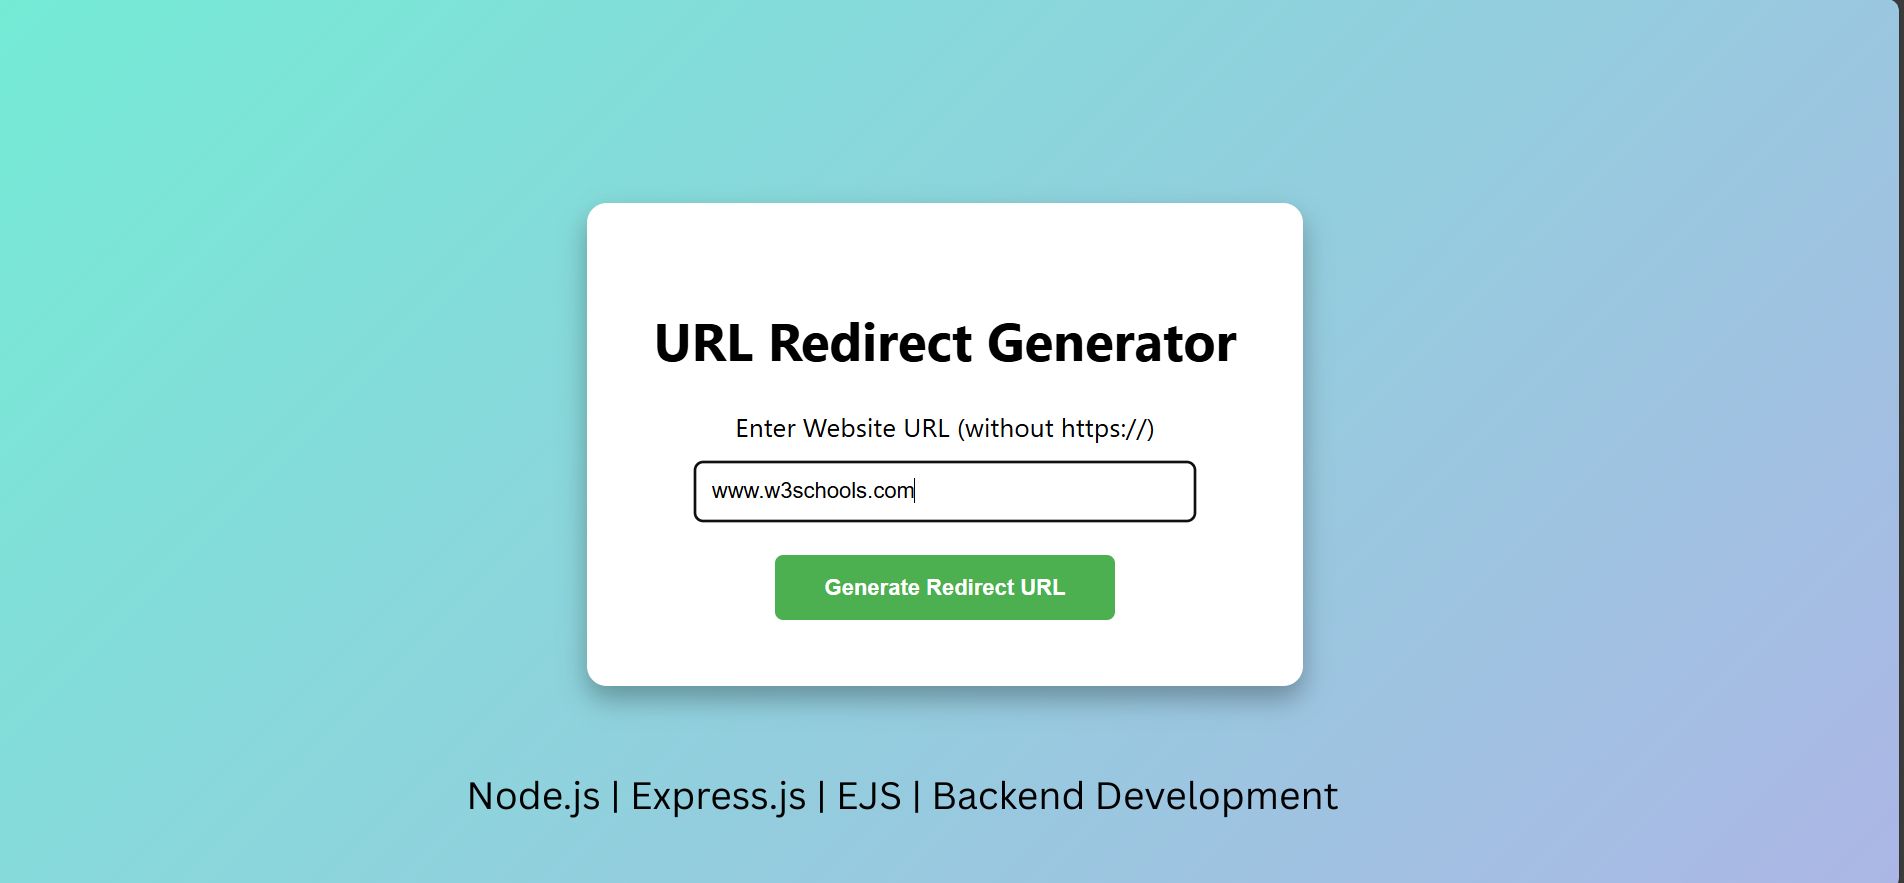 URL Redirect Generator
Enter Website URL (without https://)
www.w3schools.com
Generate Redirect URL
Node.js | Express.js | EJS | Backend Development